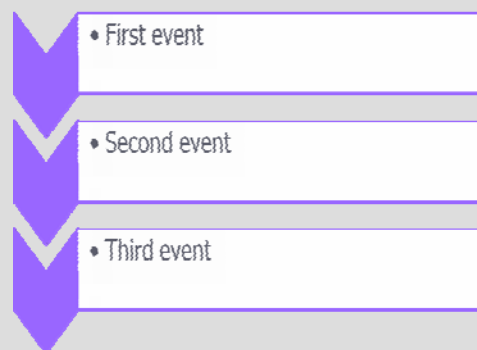 • First event
• Second event
• Third event